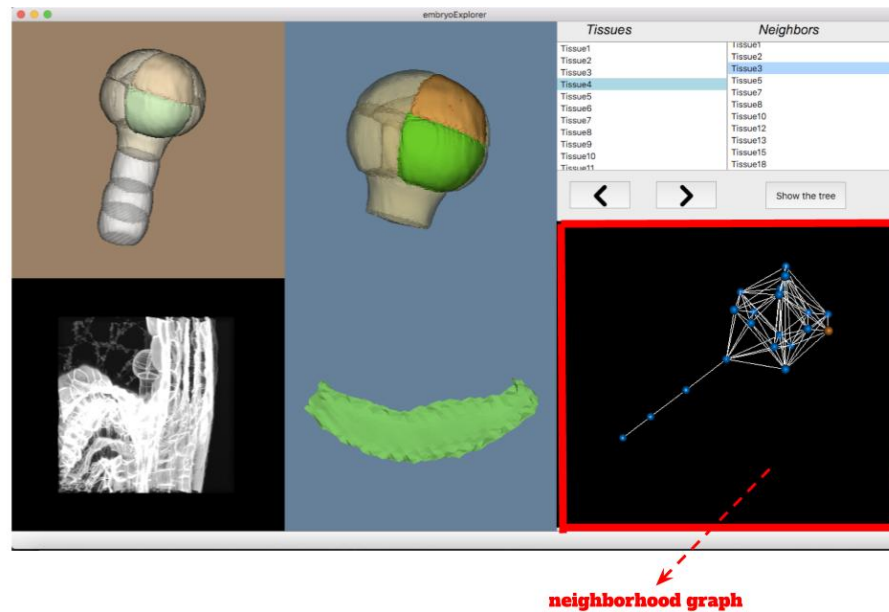 embryoExplorer
Tissues
Neighbors
Tissue1
Tissue2
Tissue3
Tissue4
Tissue5
Tissue6
Tissue7
Tissue8
Tissue9
Tissue10
Tissue11
Tissue1
Tissue2
Tissue3
Tissue5
Tissue7
Tissue8
Tissue10
Tissue12
Tissue13
Tissue15
Tissue18
Show the tree
neighborhood graph